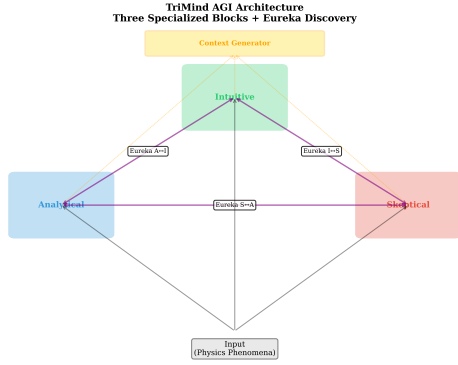 TriMind AGI Architecture
Three Specialized Blocks + Eureka Discovery
Context Generator
Intuitive
Eureka A↔I
Eureka I↔S
Analytical
Eureka S↔A
Skeptical
Input
(Physics Phenomena)